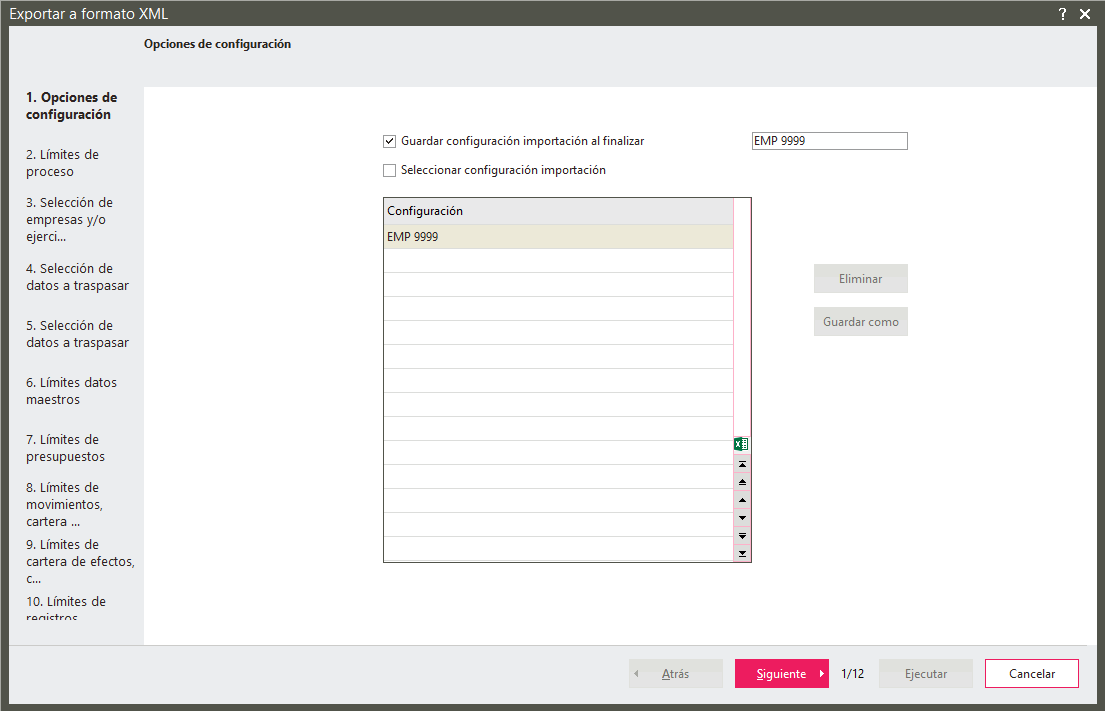 Exportar a formato XML
?
Opciones de configuración
1. Opciones de
configuración
2. Límites de
proceso
3. Selección de
empresas y/o
ejerci...
4. Selección de
datos a traspasar
5. Selección de
datos a traspasar
6. Límites datos
maestros
7. Límites de
presupuestos
8. Límites de
movimientos,
cartera ...
9. Límites de
cartera de efectos,
c...
10. Límites de
registros
Guardar configuración importación al finalizar
EMP 9999
Seleccionar configuración importación
Configuración
EMP 9999
Eliminar
Guardar como
Atrás
Siguiente
1/12
Ejecutar
Cancelar